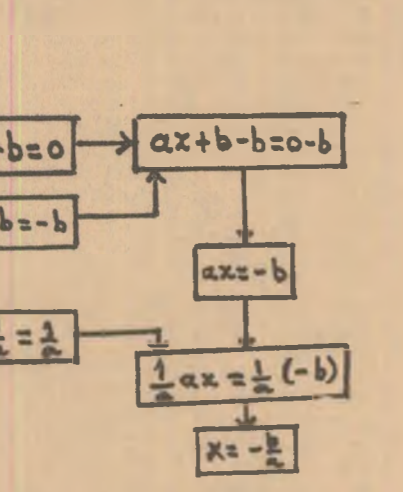 b=0
ax+b-b=0-b
b=-b
ax=-b
= 1/a
1/a ax = 1/a (-b)
x= -b/a